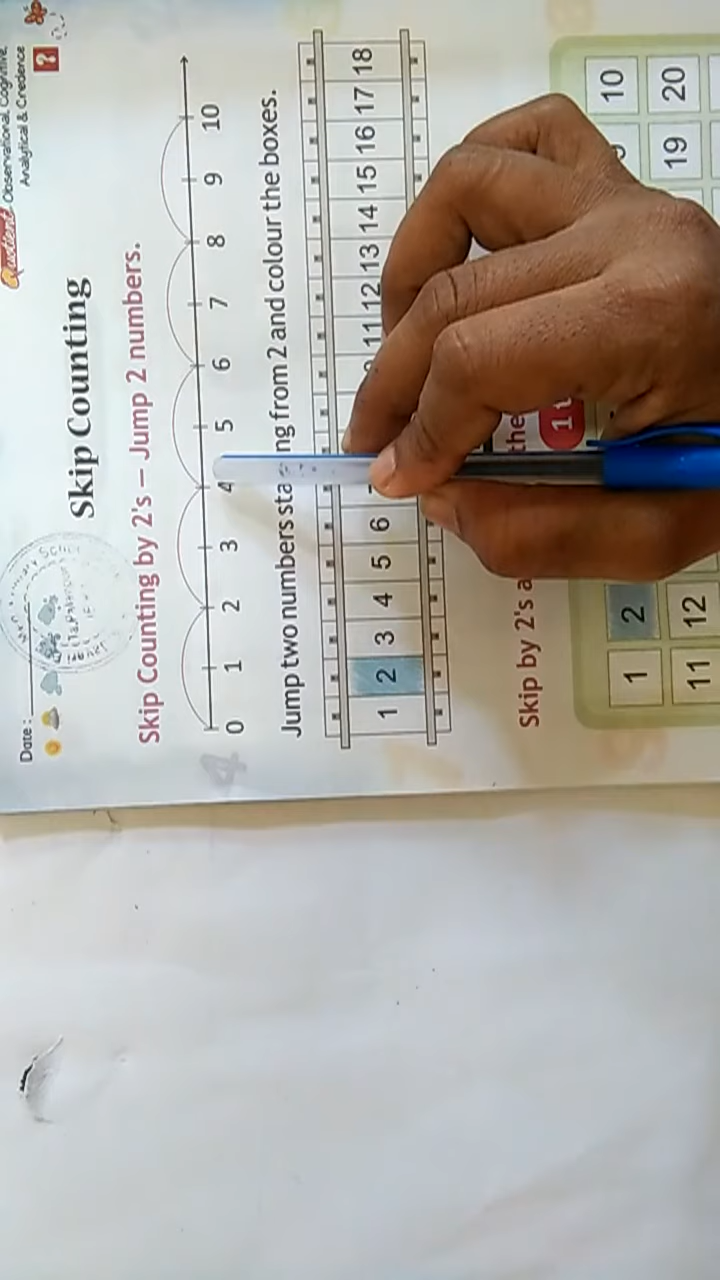 Quotient Observational, Cognitive,
Analytical & Credence
Date :
?
Skip Counting
Skip Counting by 2's – Jump 2 numbers.
0 1 2 3 4 5 6 7 8 9 10
Jump two numbers sta ng from 2 and colour the boxes.
1 2 3 4 5 6 11 12 13 14 15 16 17 18
Skip by 2's a the
1 t
1 2 10
11 12 19 20